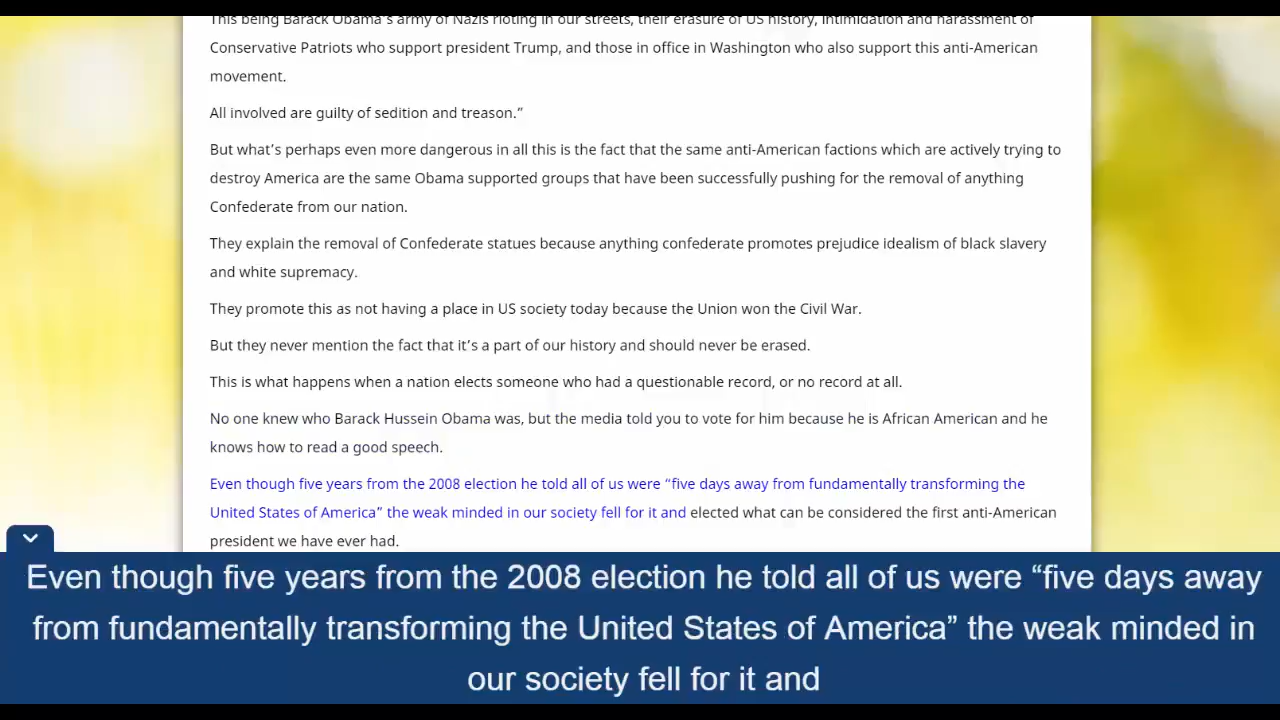 This being Barack Obama's army of Nazis rioting in our streets, their erasure of US history, intimidation and harassment of
Conservative Patriots who support president Trump, and those in office in Washington who also support this anti-American
movement.
All involved are guilty of sedition and treason.”
But what’s perhaps even more dangerous in all this is the fact that the same anti-American factions which are actively trying to
destroy America are the same Obama supported groups that have been successfully pushing for the removal of anything
Confederate from our nation.
They explain the removal of Confederate statues because anything confederate promotes prejudice idealism of black slavery
and white supremacy.
They promote this as not having a place in US society today because the Union won the Civil War.
But they never mention the fact that it’s a part of our history and should never be erased.
This is what happens when a nation elects someone who had a questionable record, or no record at all.
No one knew who Barack Hussein Obama was, but the media told you to vote for him because he is African American and he
knows how to read a good speech.
Even though five years from the 2008 election he told all of us were “five days away from fundamentally transforming the
United States of America” the weak minded in our society fell for it and elected what can be considered the first anti-American
president we have ever had.
Even though five years from the 2008 election he told all of us were “five days away
from fundamentally transforming the United States of America” the weak minded in
our society fell for it and